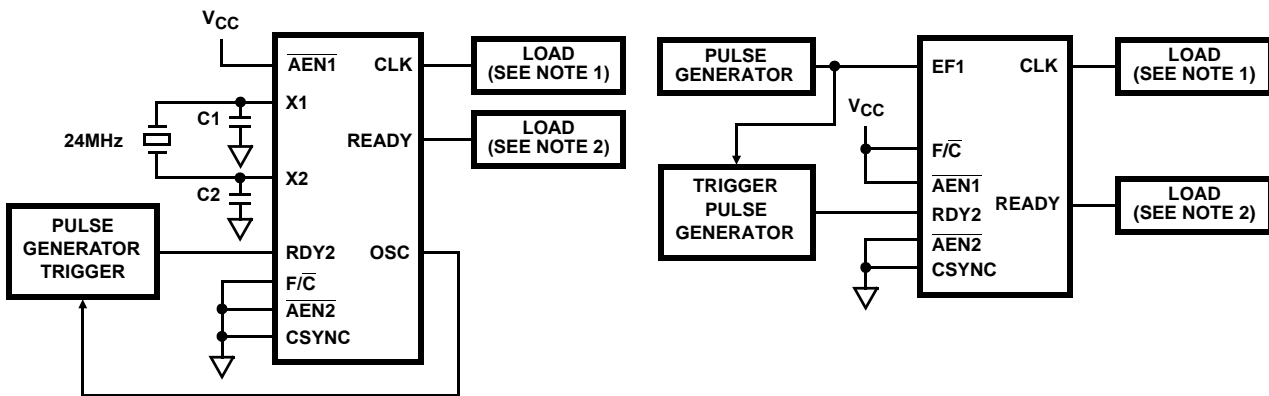 VCC
AEN1
CLK
LOAD
(SEE NOTE 1)
X1
C1
24MHz
READY
LOAD
(SEE NOTE 2)
X2
C2
PULSE
GENERATOR
TRIGGER
RDY2
OSC
F/C
AEN2
CSYNC
PULSE
GENERATOR
EF1
CLK
LOAD
(SEE NOTE 1)
VCC
F/C
AEN1
TRIGGER
PULSE
GENERATOR
RDY2
READY
LOAD
(SEE NOTE 2)
AEN2
CSYNC